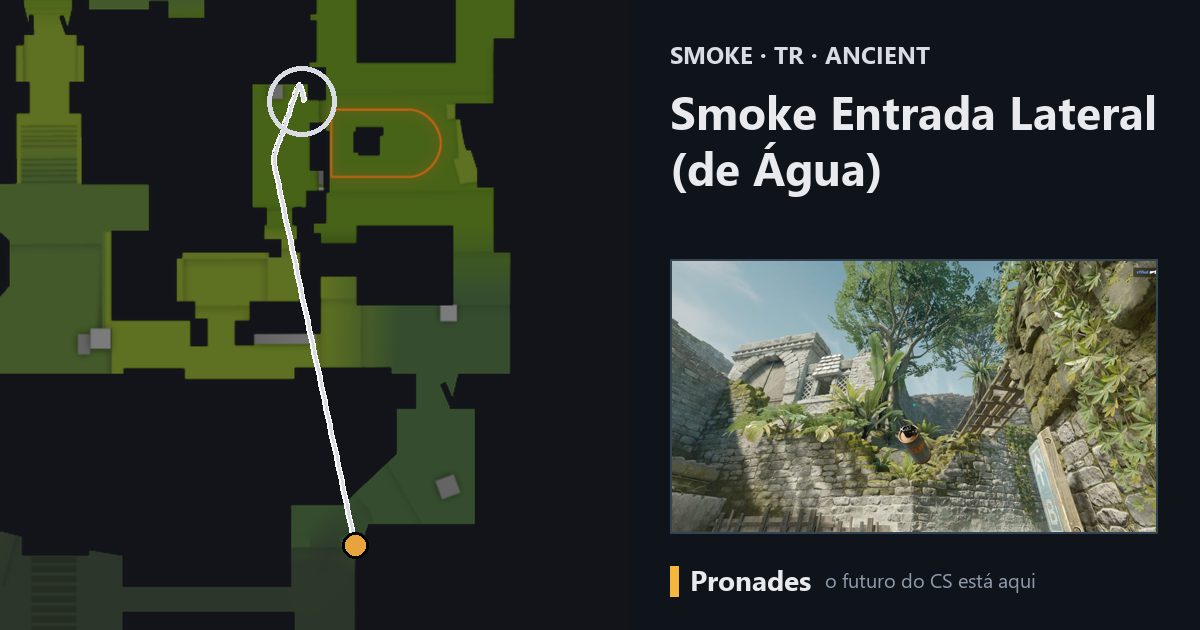 SMOKE · TR · ANCIENT
Smoke Entrada Lateral
(de Água)
Pronades o futuro do CS está aqui